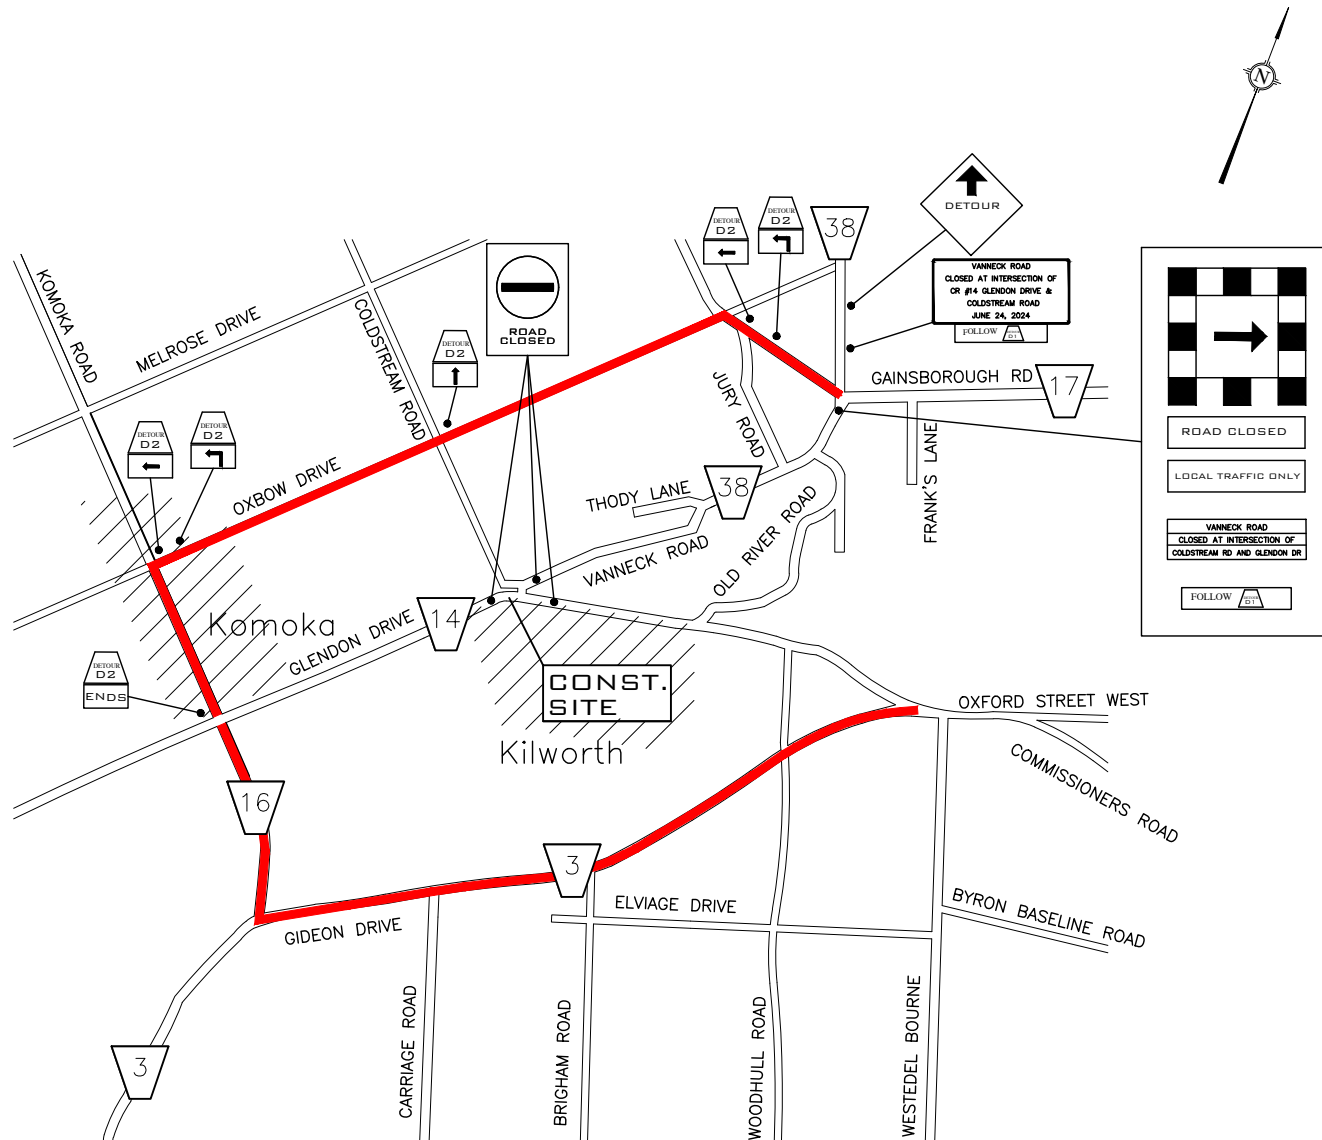 N
DETOUR
VANNECK ROAD
CLOSED AT INTERSECTION OF
CR #14 GLENDON DRIVE &
COLDSTREAM ROAD
JUNE 24, 2024
FOLLOW
DETOUR
D1
38
DETOUR
D2
DETOUR
D2
KOMOKA ROAD
MELROSE DRIVE
COLDSTREAM ROAD
ROAD
CLOSED
DETOUR
D2
GAINSBOROUGH RD
17
JURY ROAD
FRANK'S LANE
DETOUR
D2
DETOUR
D2
OXBOW DRIVE
THODY LANE
38
VANNECK ROAD
OLD RIVER ROAD
ROAD CLOSED
LOCAL TRAFFIC ONLY
VANNECK ROAD
CLOSED AT INTERSECTION OF
COLDSTREAM RD AND GLENDON DR
FOLLOW
DETOUR
D1
Komoka
GLENDON DRIVE
14
DETOUR
D2
ENDS
CONST.
SITE
Kilworth
OXFORD STREET WEST
COMMISSIONERS ROAD
16
3
GIDEON DRIVE
ELVIAGE DRIVE
BYRON BASELINE ROAD
3
CARRIAGE ROAD
BRIGHAM ROAD
WOODHULL ROAD
WESTEDEL BOURNE